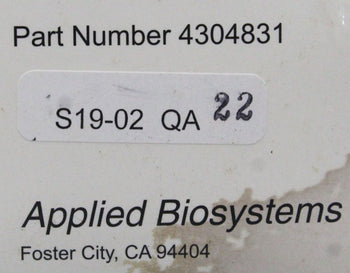 Part Number 4304831
S19-02 QA 22
Applied Biosystems
Foster City, CA 94404